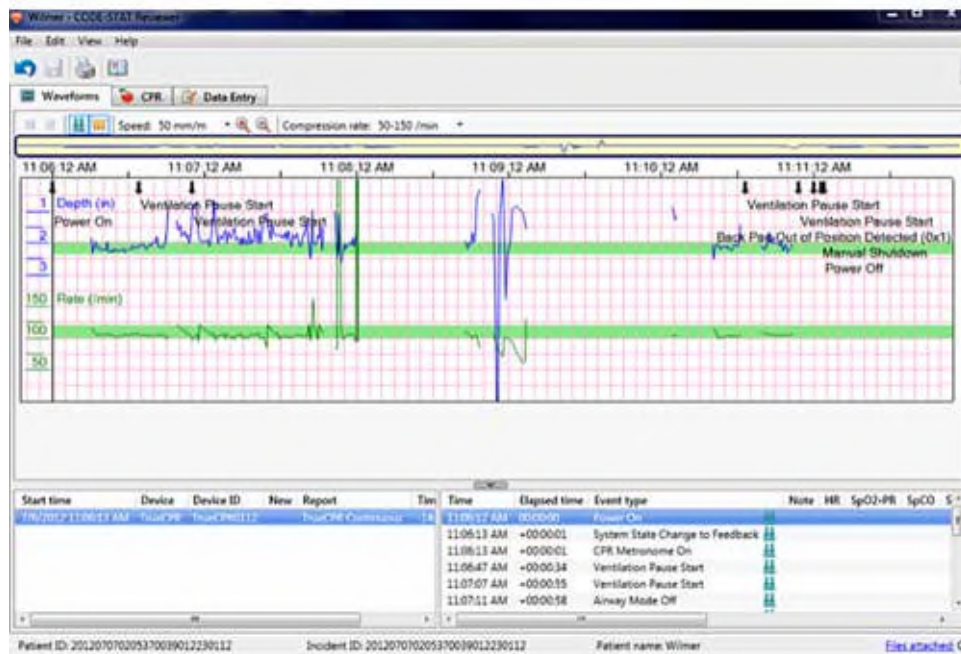 Wilmer - CODE-STAT Reviewer
File Edit View Help
Waveforms CPR Data Entry
Speed: 50 mm/m Compression rate: 50-150 /min
11:06:12 AM 11:07:12 AM 11:08:12 AM 11:09:12 AM 11:10:12 AM 11:11:12 AM
1 Depth (in) Ventilation Pause Start Ventilation Pause Start
Power On Ventilation Pause Start Ventilation Pause Start
2 Back Pad Out of Position Detected (0x1)
Manual Shutdown
3 Power Off
150 Rate (/min)
100
50
Start time Device Device ID New Report Tim
7/6/2012 11:06:13 AM TrueCPR TrueCPR0112 TrueCPR Continuous
Time Elapsed time Event type Note HR SpO2•PR SpCO S
11:06:12 AM 00:00:00 Power On
11:06:13 AM +00:00:01 System State Change to Feedback
11:06:13 AM +00:00:01 CPR Metronome On
11:06:47 AM +00:00:34 Ventilation Pause Start
11:07:07 AM +00:00:55 Ventilation Pause Start
11:07:11 AM +00:00:58 Airway Mode Off
Patient ID: 20120707020537003901223011​2 Incident ID: 201207070205370039012230112 Patient name: Wilmer Files attached